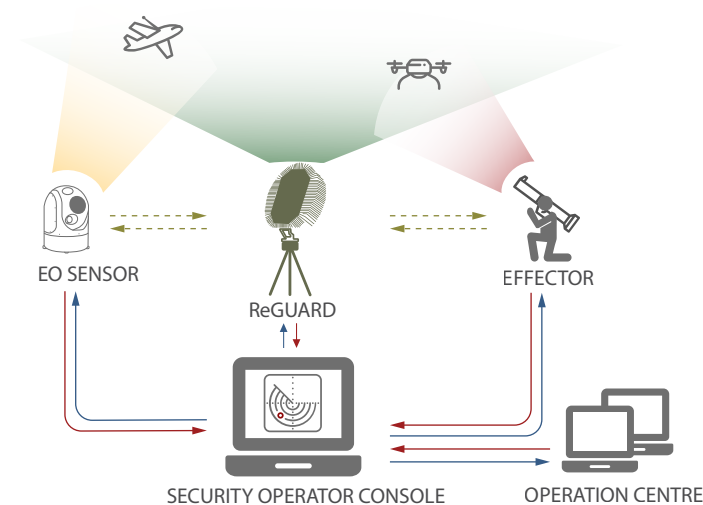 EO SENSOR
EFFECTOR
ReGUARD
SECURITY OPERATOR CONSOLE
OPERATION CENTRE